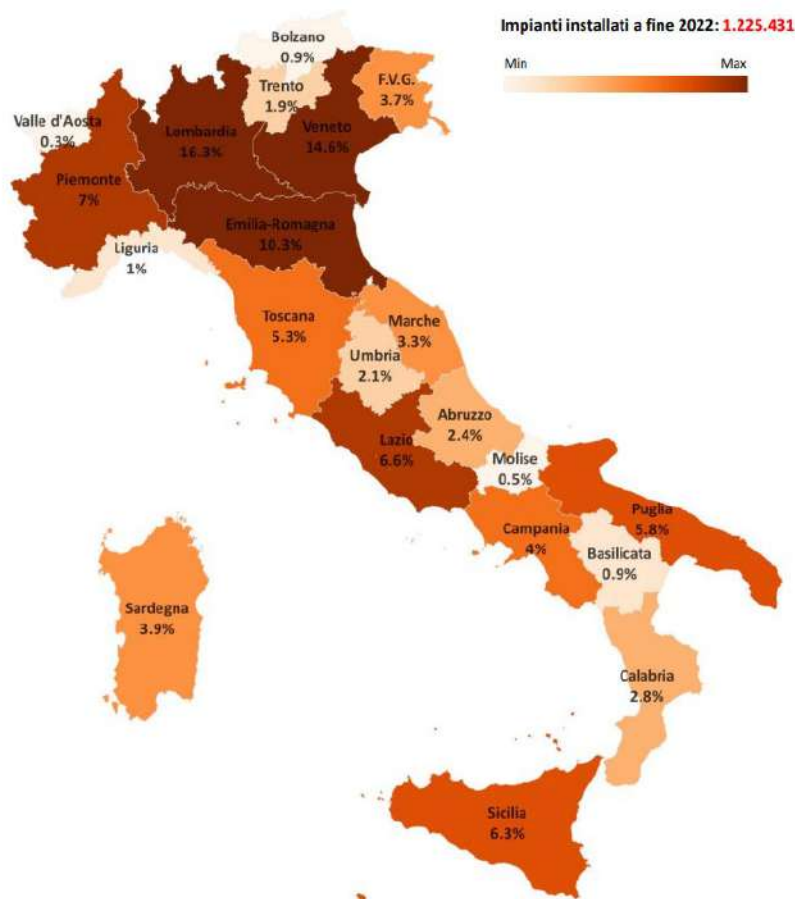 Impianti installati a fine 2022: 1.225.431
Min Max
Bolzano
0.9%
Trento
1.9%
F.V.G.
3.7%
Valle d'Aosta
0.3%
Lombardia
16.3%
Veneto
14.6%
Piemonte
7%
Emilia-Romagna
10.3%
Liguria
1%
Toscana
5.3%
Marche
3.3%
Umbria
2.1%
Abruzzo
2.4%
Lazio
6.6%
Molise
0.5%
Puglia
5.8%
Campania
4%
Basilicata
0.9%
Sardegna
3.9%
Calabria
2.8%
Sicilia
6.3%